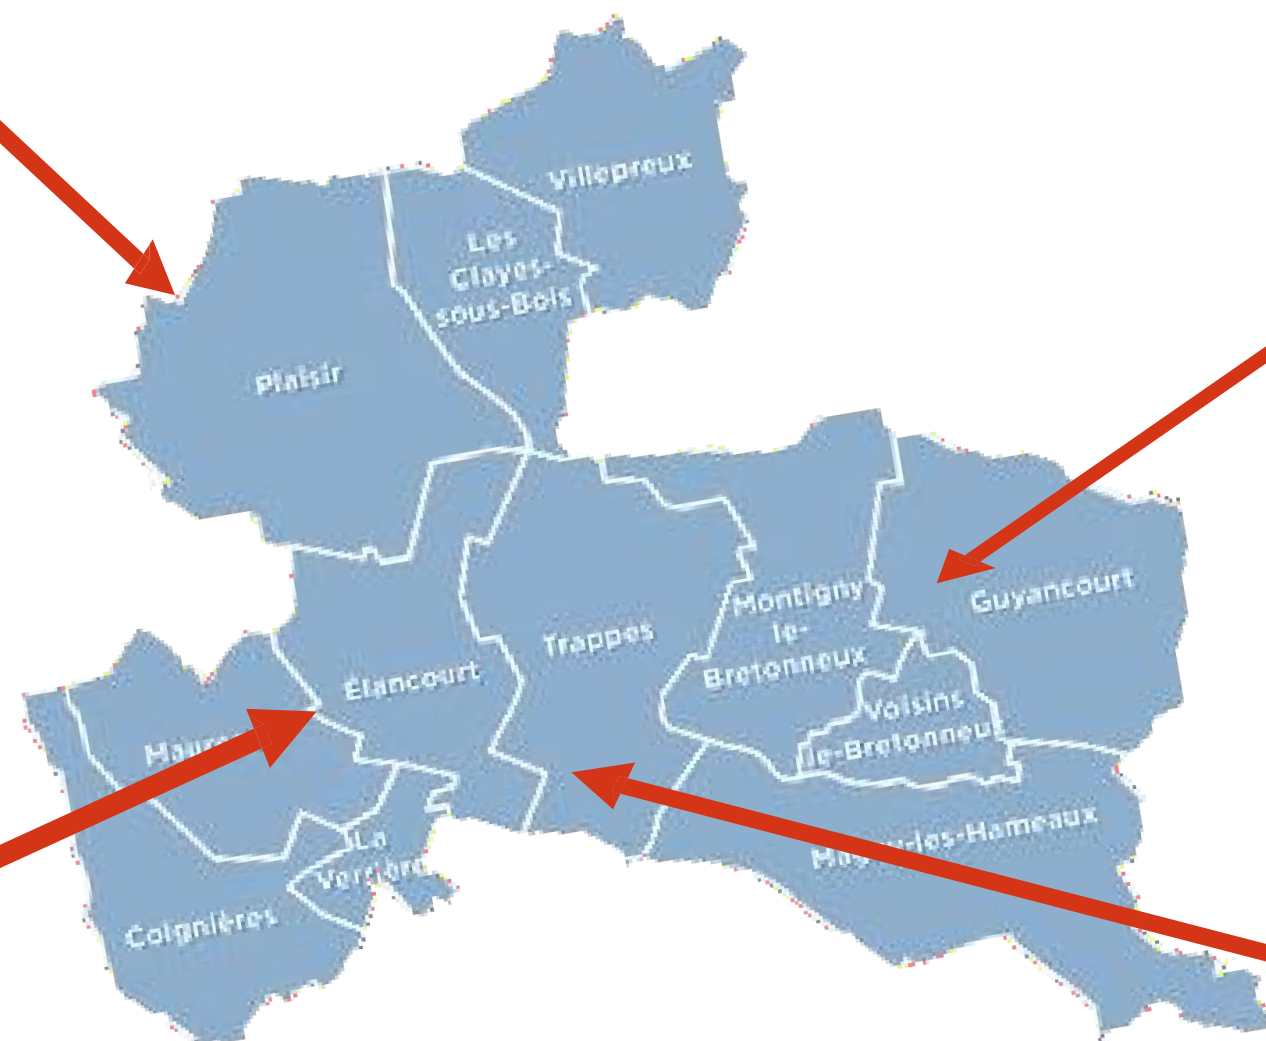 Villepreux
Les
Clayes-
sous-Bois
Plaisir
Guyancourt
Montigny
le-
Bretonneux
Trappes
Élancourt
Voisins
le-Bretonneux
La
Verrière
Coignières